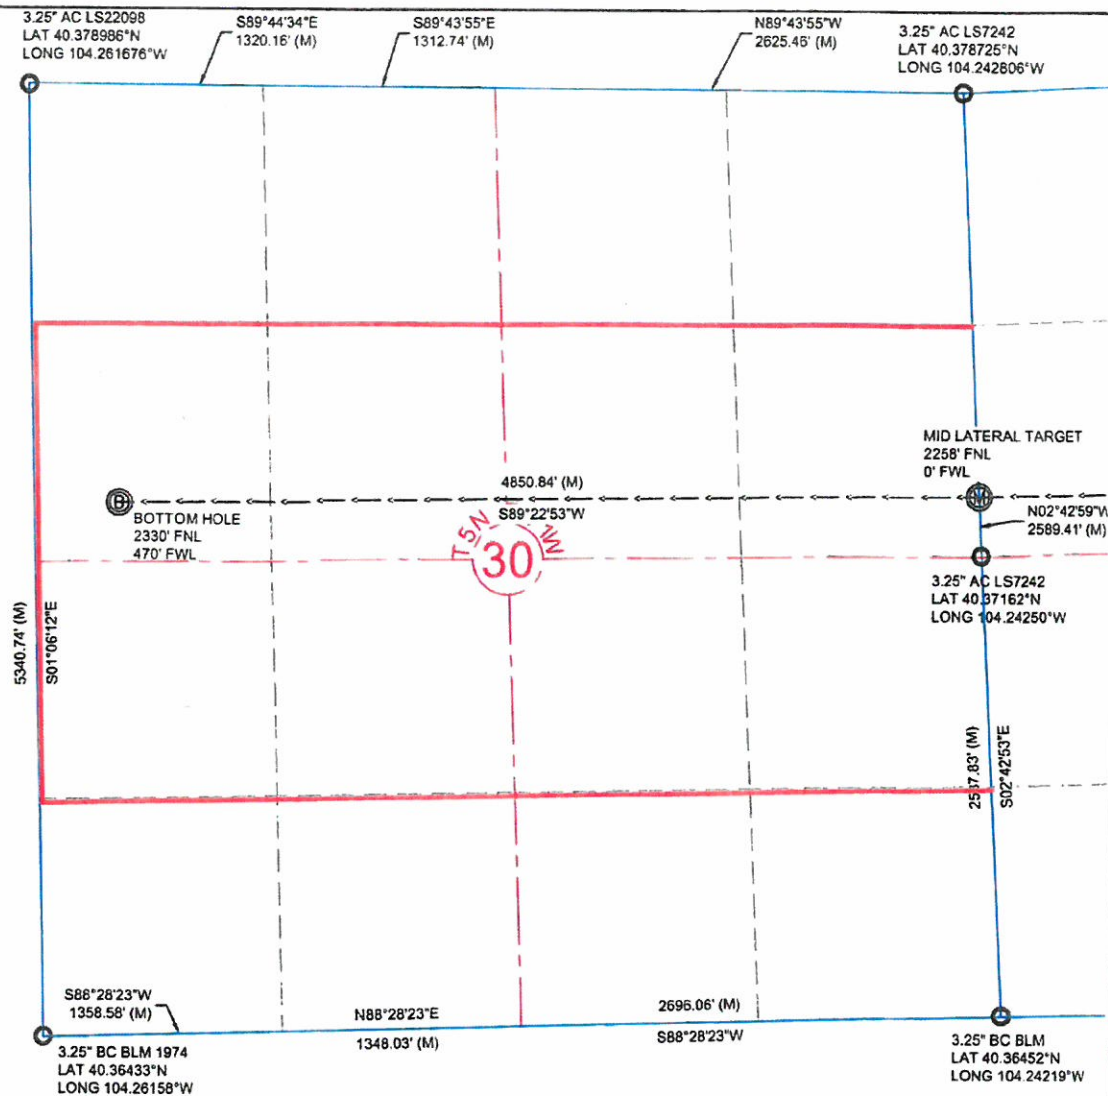 3.25" AC LS22098
LAT 40.378986°N
LONG 104.261676°W
S89°44'34"E
1320.16' (M)
S89°43'55"E
1312.74' (M)
N89°43'55"W
2625.46' (M)
3.25" AC LS7242
LAT 40.378725°N
LONG 104.242806°W
MID LATERAL TARGET
2258' FNL
0' FWL
4850.84' (M)
S89°22'53"W
M
N02°42'59"W
2589.41' (M)
B
BOTTOM HOLE
2330' FNL
470' FWL
T 5N
1W
30
3.25" AC LS7242
LAT 40.37162°N
LONG 104.24250°W
5340.74' (M)
S01°06'12"E
S02°42'53"E
S88°28'23"W
1358.58' (M)
N88°28'23"E
1348.03' (M)
2696.06' (M)
S88°28'23"W
3.25" BC BLM 1974
LAT 40.36433°N
LONG 104.26158°W
3.25" BC BLM
LAT 40.36452°N
LONG 104.24219°W